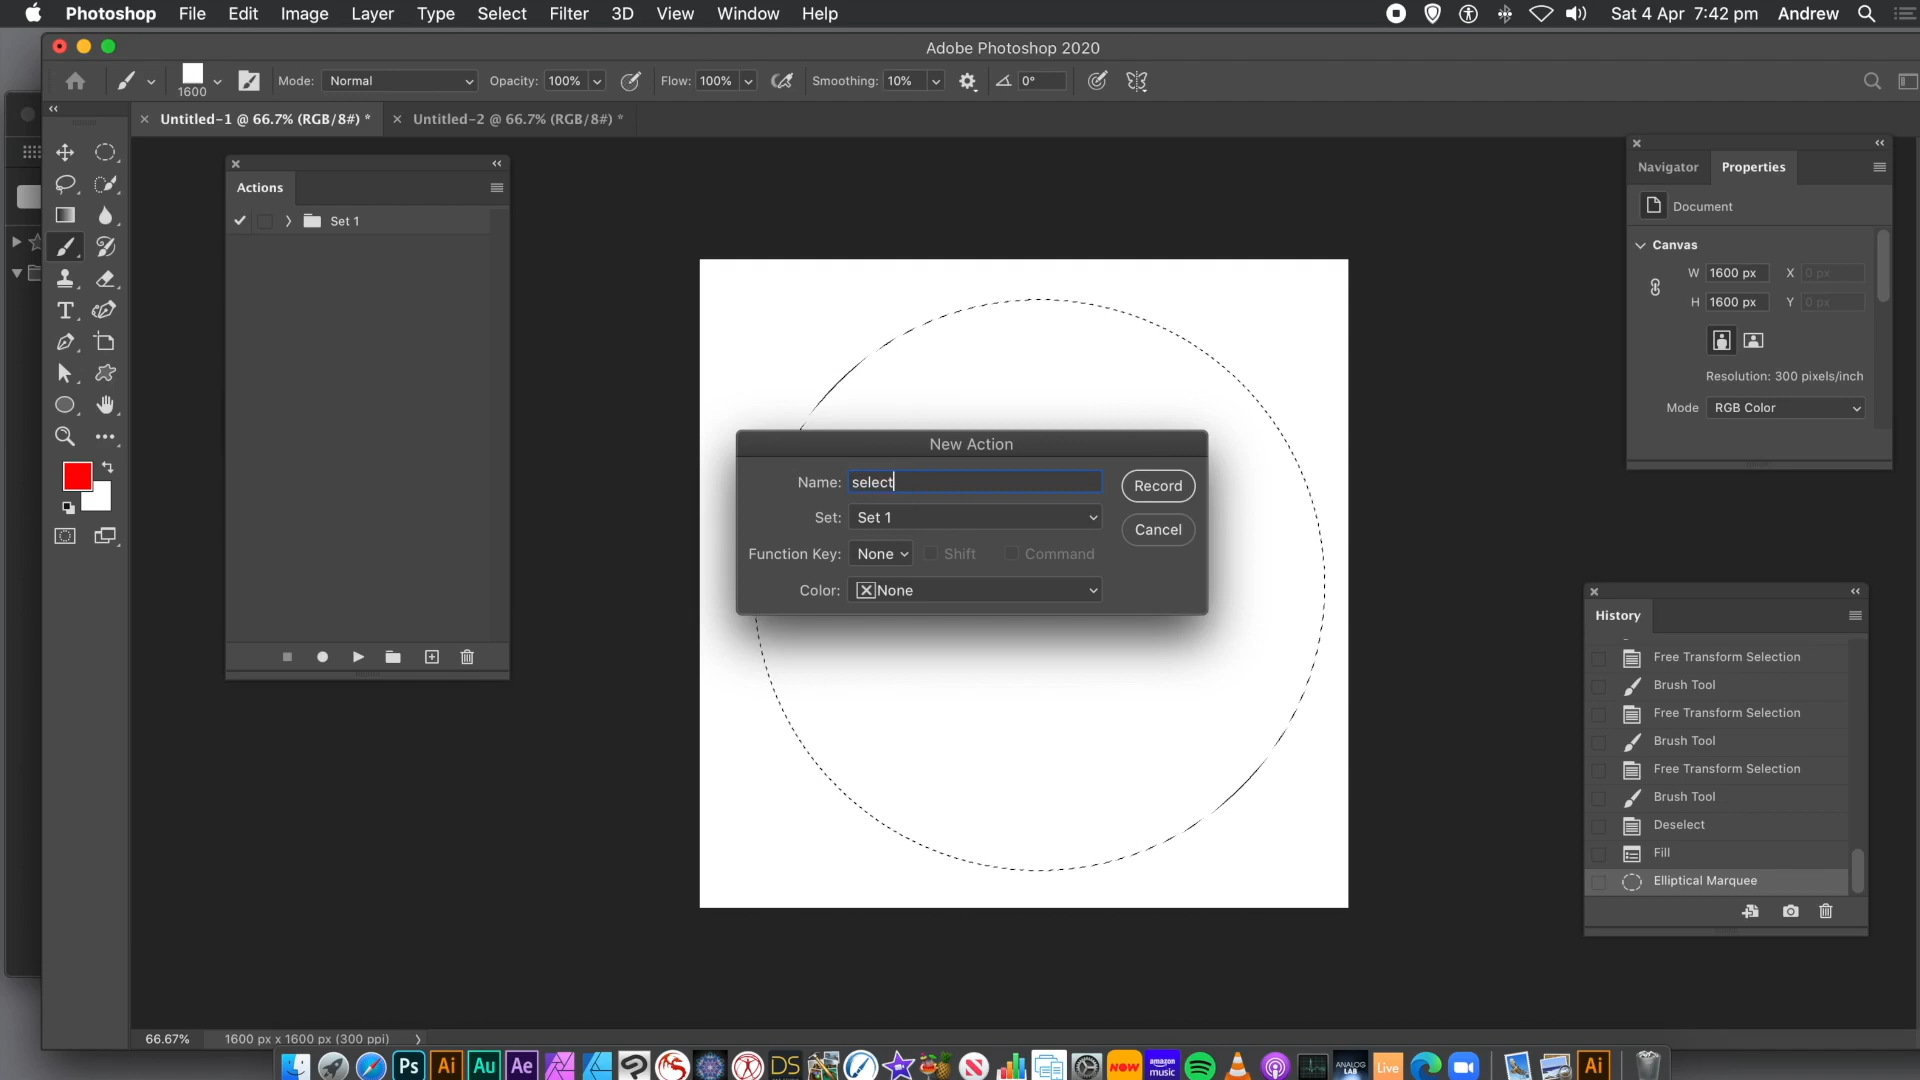 Photoshop File Edit Image Layer Type Select Filter 3D View Window Help Sat 4 Apr 7:42 pm Andrew
Adobe Photoshop 2020
1600 Mode: Normal Opacity: 100% Flow: 100% Smoothing: 10% 0°
Untitled-1 @ 66.7% (RGB/8#) * Untitled-2 @ 66.7% (RGB/8#) *
Actions
Set 1
Navigator Properties
Document
Canvas
W 1600 px X 0 px
H 1600 px Y 0 px
Resolution: 300 pixels/inch
Mode RGB Color
New Action
Name: select
Record
Set: Set 1
Cancel
Function Key: None Shift Command
Color: None
History
Free Transform Selection
Brush Tool
Free Transform Selection
Brush Tool
Free Transform Selection
Brush Tool
Deselect
Fill
Elliptical Marquee
66.67% 1600 px x 1600 px (300 ppi)
Ps Ai Au Ae DS NOW amazon music ANALOG LAB Live Ai